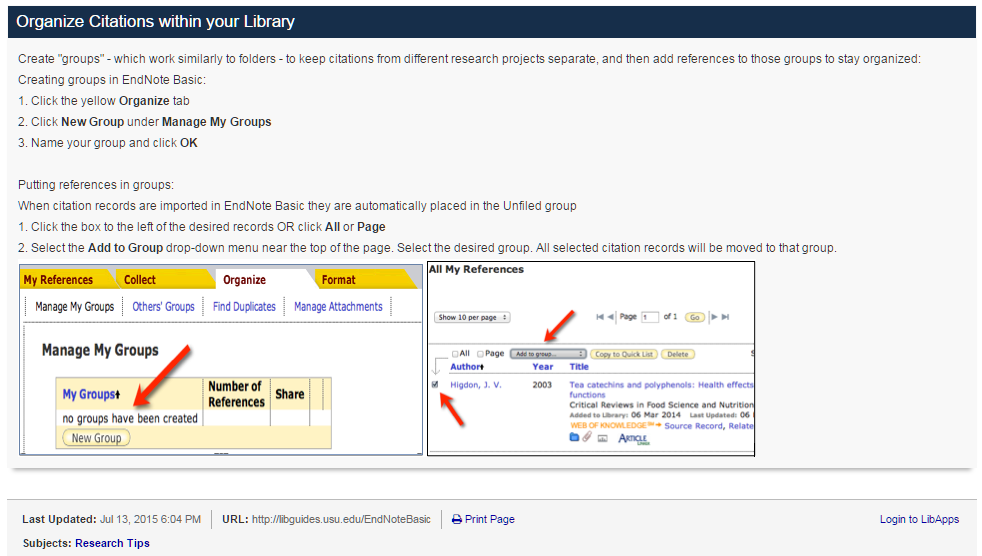 Organize Citations within your Library
Create "groups" - which work similarly to folders - to keep citations from different research projects separate, and then add references to those groups to stay organized:
Creating groups in EndNote Basic:
1. Click the yellow Organize tab
2. Click New Group under Manage My Groups
3. Name your group and click OK
Putting references in groups:
When citation records are imported in EndNote Basic they are automatically placed in the Unfiled group
1. Click the box to the left of the desired records OR click All or Page
2. Select the Add to Group drop-down menu near the top of the page. Select the desired group. All selected citation records will be moved to that group.
My References Collect Organize Format
Manage My Groups Others' Groups Find Duplicates Manage Attachments
Manage My Groups
My Groups Number of References Share
no groups have been created
New Group
All My References
Show 10 per page Page 1 of 1 Go
All Page Add to group... Copy to Quick List Delete S
Author Year Title
Higdon, J. V. 2003 Tea catechins and polyphenols: Health effects
functions
Critical Reviews in Food Science and Nutrition
Added to Library: 06 Mar 2014 Last Updated: 06
WEB OF KNOWLEDGE℠ Source Record, Relate
ARTICLE
Last Updated: Jul 13, 2015 6:04 PM URL: http://libguides.usu.edu/EndNoteBasic Print Page Login to LibApps
Subjects: Research Tips